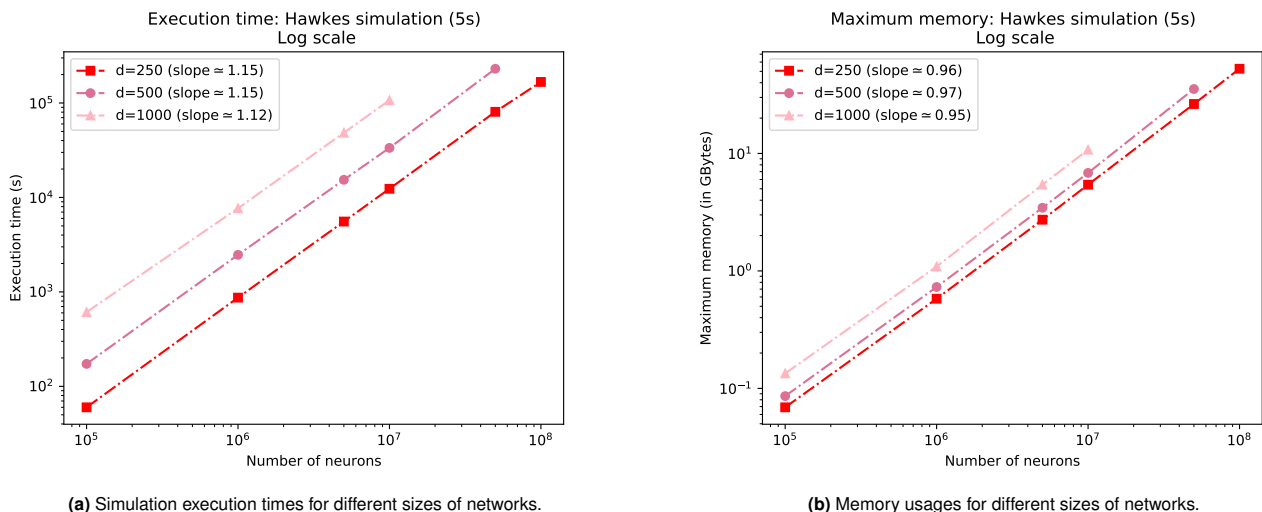 Execution time: Hawkes simulation (5s)
Log scale
d=250 (slope≃1.15)
d=500 (slope≃1.15)
d=1000 (slope≃1.12)
Execution time (s)
10^5
10^4
10^3
10^2
10^5 10^6 10^7 10^8
Number of neurons
(a) Simulation execution times for different sizes of networks.
Maximum memory: Hawkes simulation (5s)
Log scale
d=250 (slope≃0.96)
d=500 (slope≃0.97)
d=1000 (slope≃0.95)
Maximum memory (in GBytes)
10^1
10^0
10^−1
10^5 10^6 10^7 10^8
Number of neurons
(b) Memory usages for different sizes of networks.